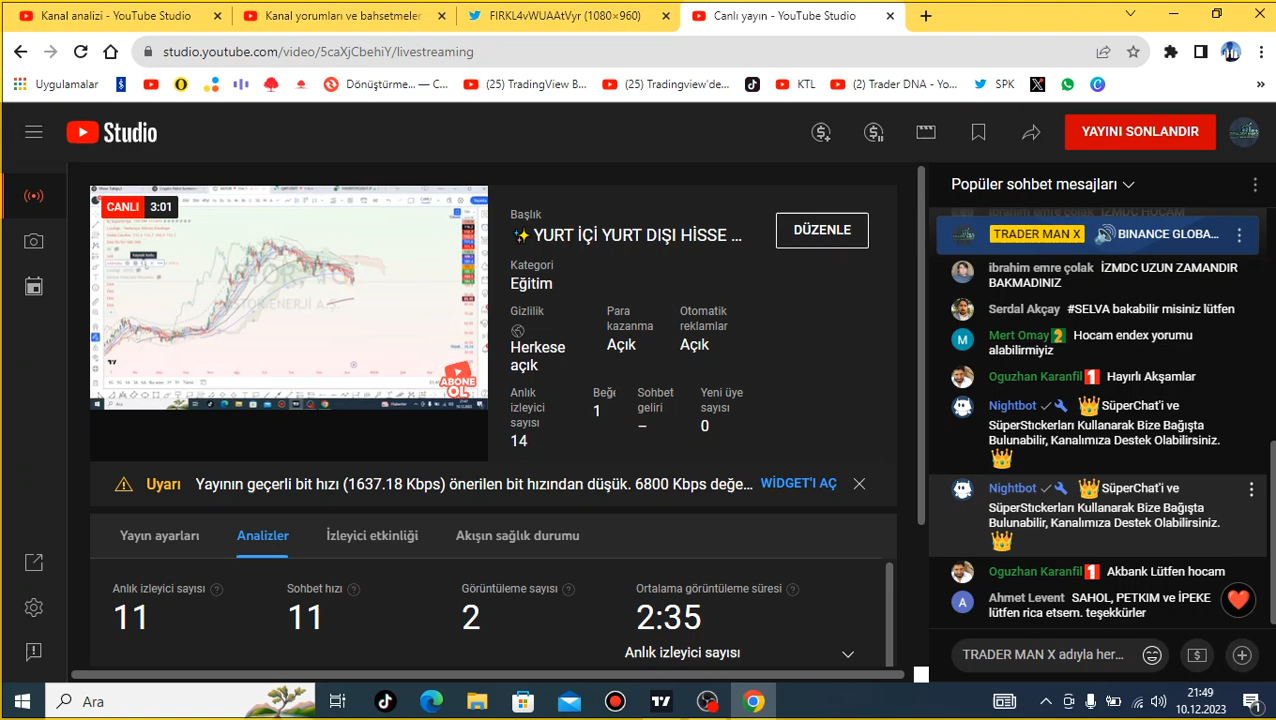 Kanal analizi - YouTube Studio
Kanal yorumları ve bahsetmeler
FIRKL4vWUAAtVyr (1080×960)
Canlı yayın - YouTube Studio
studio.youtube.com/video/5caXjCbehiY/livestreaming
Uygulamalar
Dönüştürme... — C...
(25) TradingView B...
(25) Tradingview'de...
KTL
(2) Trader DNA - Yo...
SPK
»
Studio
YAYINI SONLANDIR
CANLI 3:01
ABONE
OL
Başlık
✨YURT İÇİ YURT DIŞI HİSSE ...
DÜZENLE
Kategori
Eğitim
Gizlilik
Herkese
açık
Para
kazanma
Açık
Otomatik
reklamlar
Açık
Anlık
izleyici
sayısı
14
Beğe
1
Sohbet
geliri
–
Yeni üye
sayısı
0
Uyarı
Yayının geçerli bit hızı (1637.18 Kbps) önerilen bit hızından düşük. 6800 Kbps değe...
WİDGET'I AÇ
Yayın ayarları
Analizler
İzleyici etkinliği
Akışın sağlık durumu
Anlık izleyici sayısı
11
Sohbet hızı
11
Görüntüleme sayısı
2
Ortalama görüntüleme süresi
2:35
Anlık izleyici sayısı
Popüler sohbet mesajları
TRADER MAN X
BINANCE GLOBA...
ibrahim emre çolak İZMDC UZUN ZAMANDIR
BAKMADINIZ
Serdal Akçay #SELVA bakabilir misiniz lütfen
Mert Omay 2 Hocam endex yorumu
alabilirmiyiz
Oguzhan Karanfil 1 Hayırlı Akşamlar
Nightbot 👑SüperChat'i ve
SüperStıckerları Kullanarak Bize Bağışta
Bulunabilir, Kanalımıza Destek Olabilirsiniz.
👑
Nightbot 👑SüperChat'i ve
SüperStıckerları Kullanarak Bize Bağışta
Bulunabilir, Kanalımıza Destek Olabilirsiniz.
👑
Oguzhan Karanfil 1 Akbank Lütfen hocam
A
Ahmet Levent SAHOL, PETKIM ve İPEKE
lütfen rica etsem. teşekkürler
TRADER MAN X adıyla her...
Ara
21:49
10.12.2023